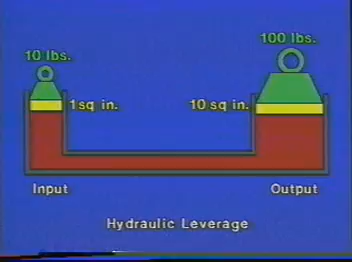 100 lbs.
10 lbs.
1 sq in.
10 sq in.
Input
Output
Hydraulic Leverage